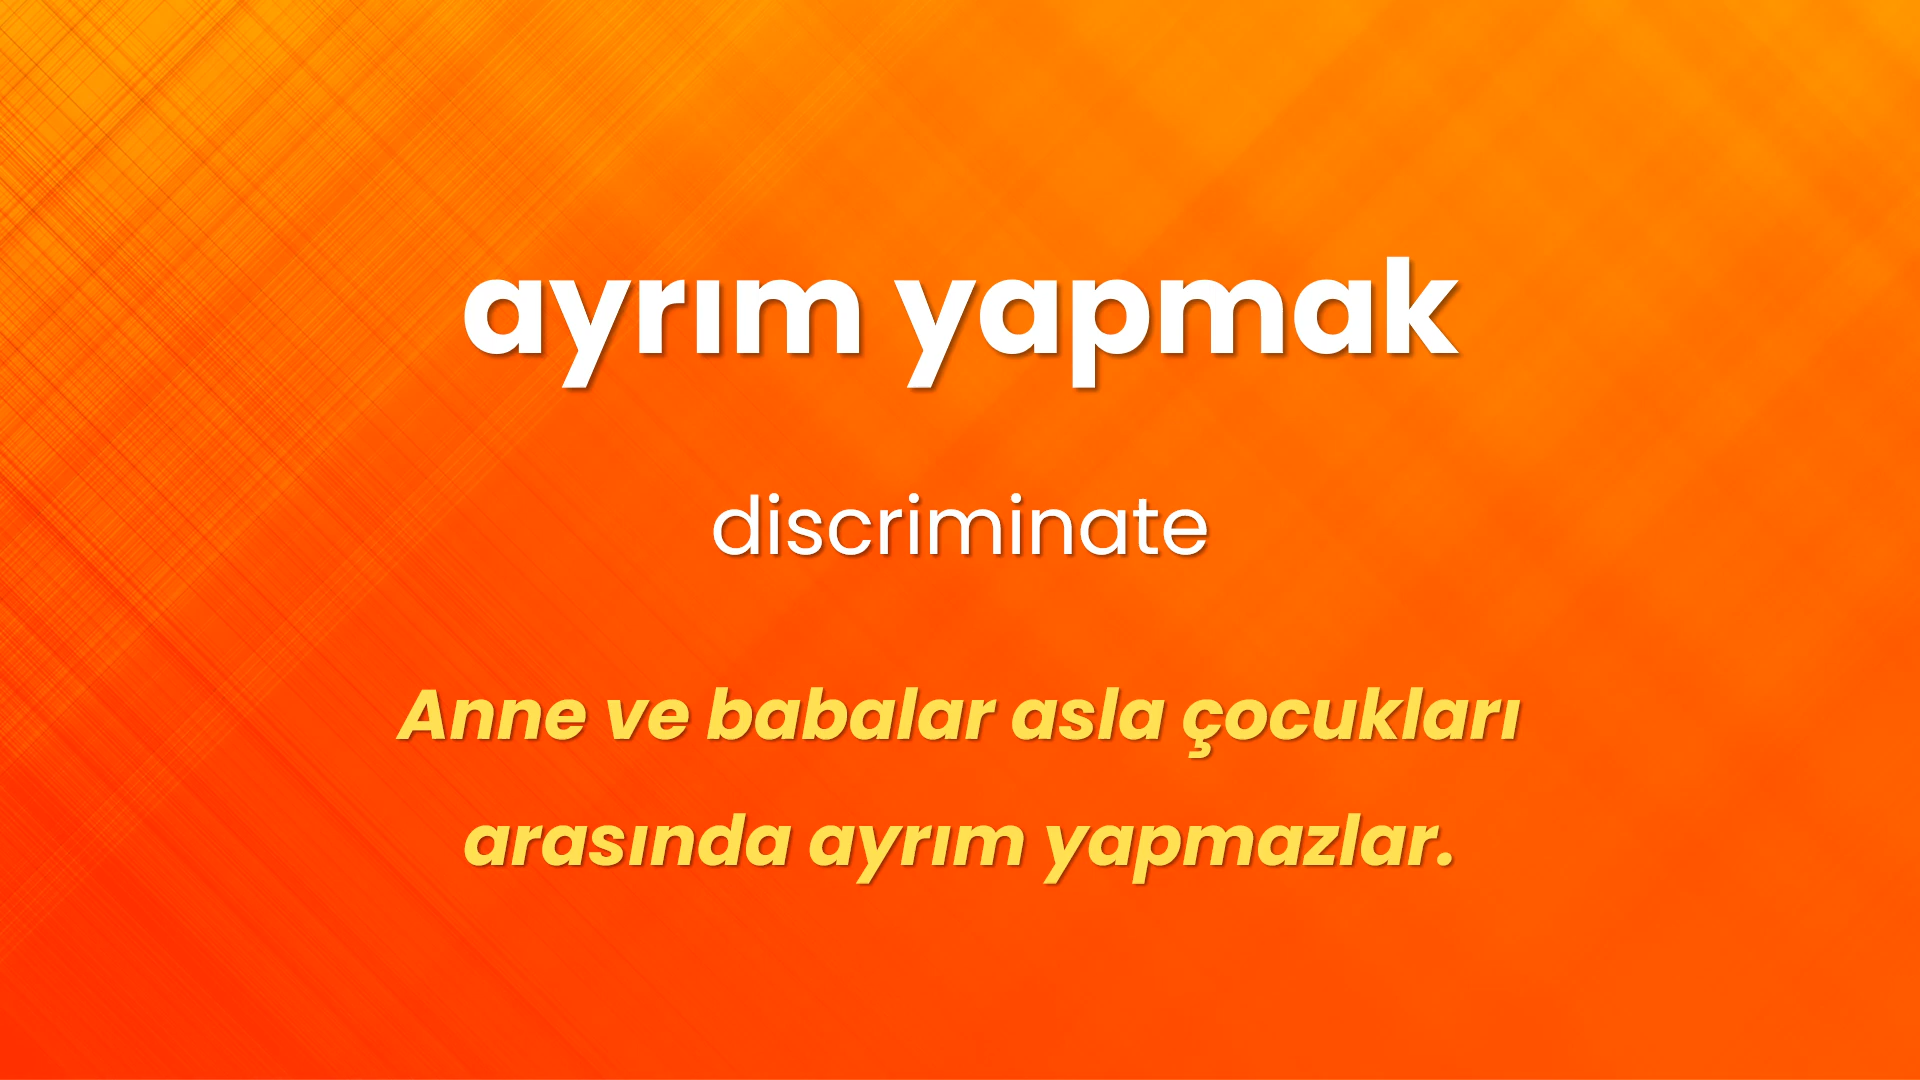 ayrım yapmak
discriminate
Anne ve babalar asla çocukları
arasında ayrım yapmazlar.